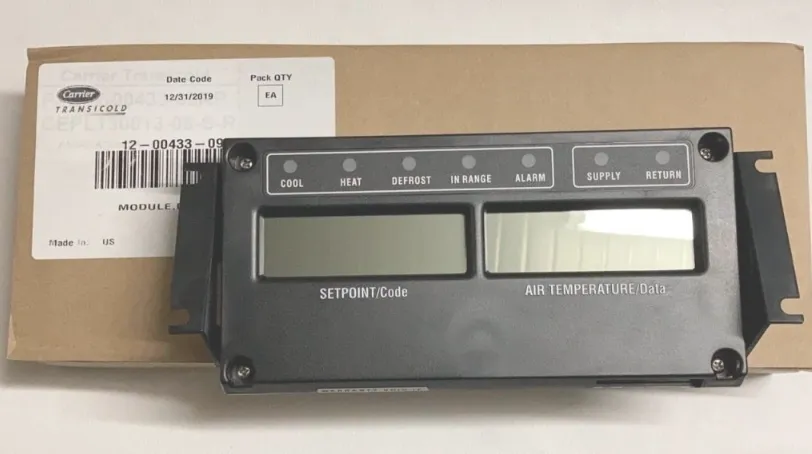 Carrier
TRANSICOLD
Date Code
12/31/2019
Pack QTY
EA
12-00433-09
Made In: US
COOL HEAT DEFROST IN RANGE ALARM SUPPLY RETURN
SETPOINT/Code AIR TEMPERATURE/Data